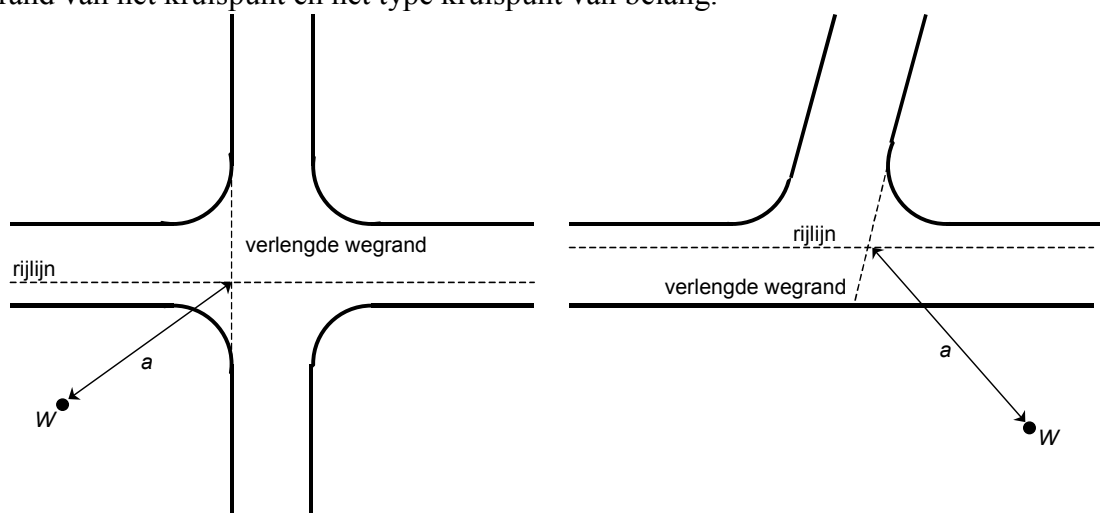 rand van het kruispunt en het type kruispunt van belang.
verlengde wegrand
rijlijn
a
W
rijlijn
verlengde wegrand
a
W